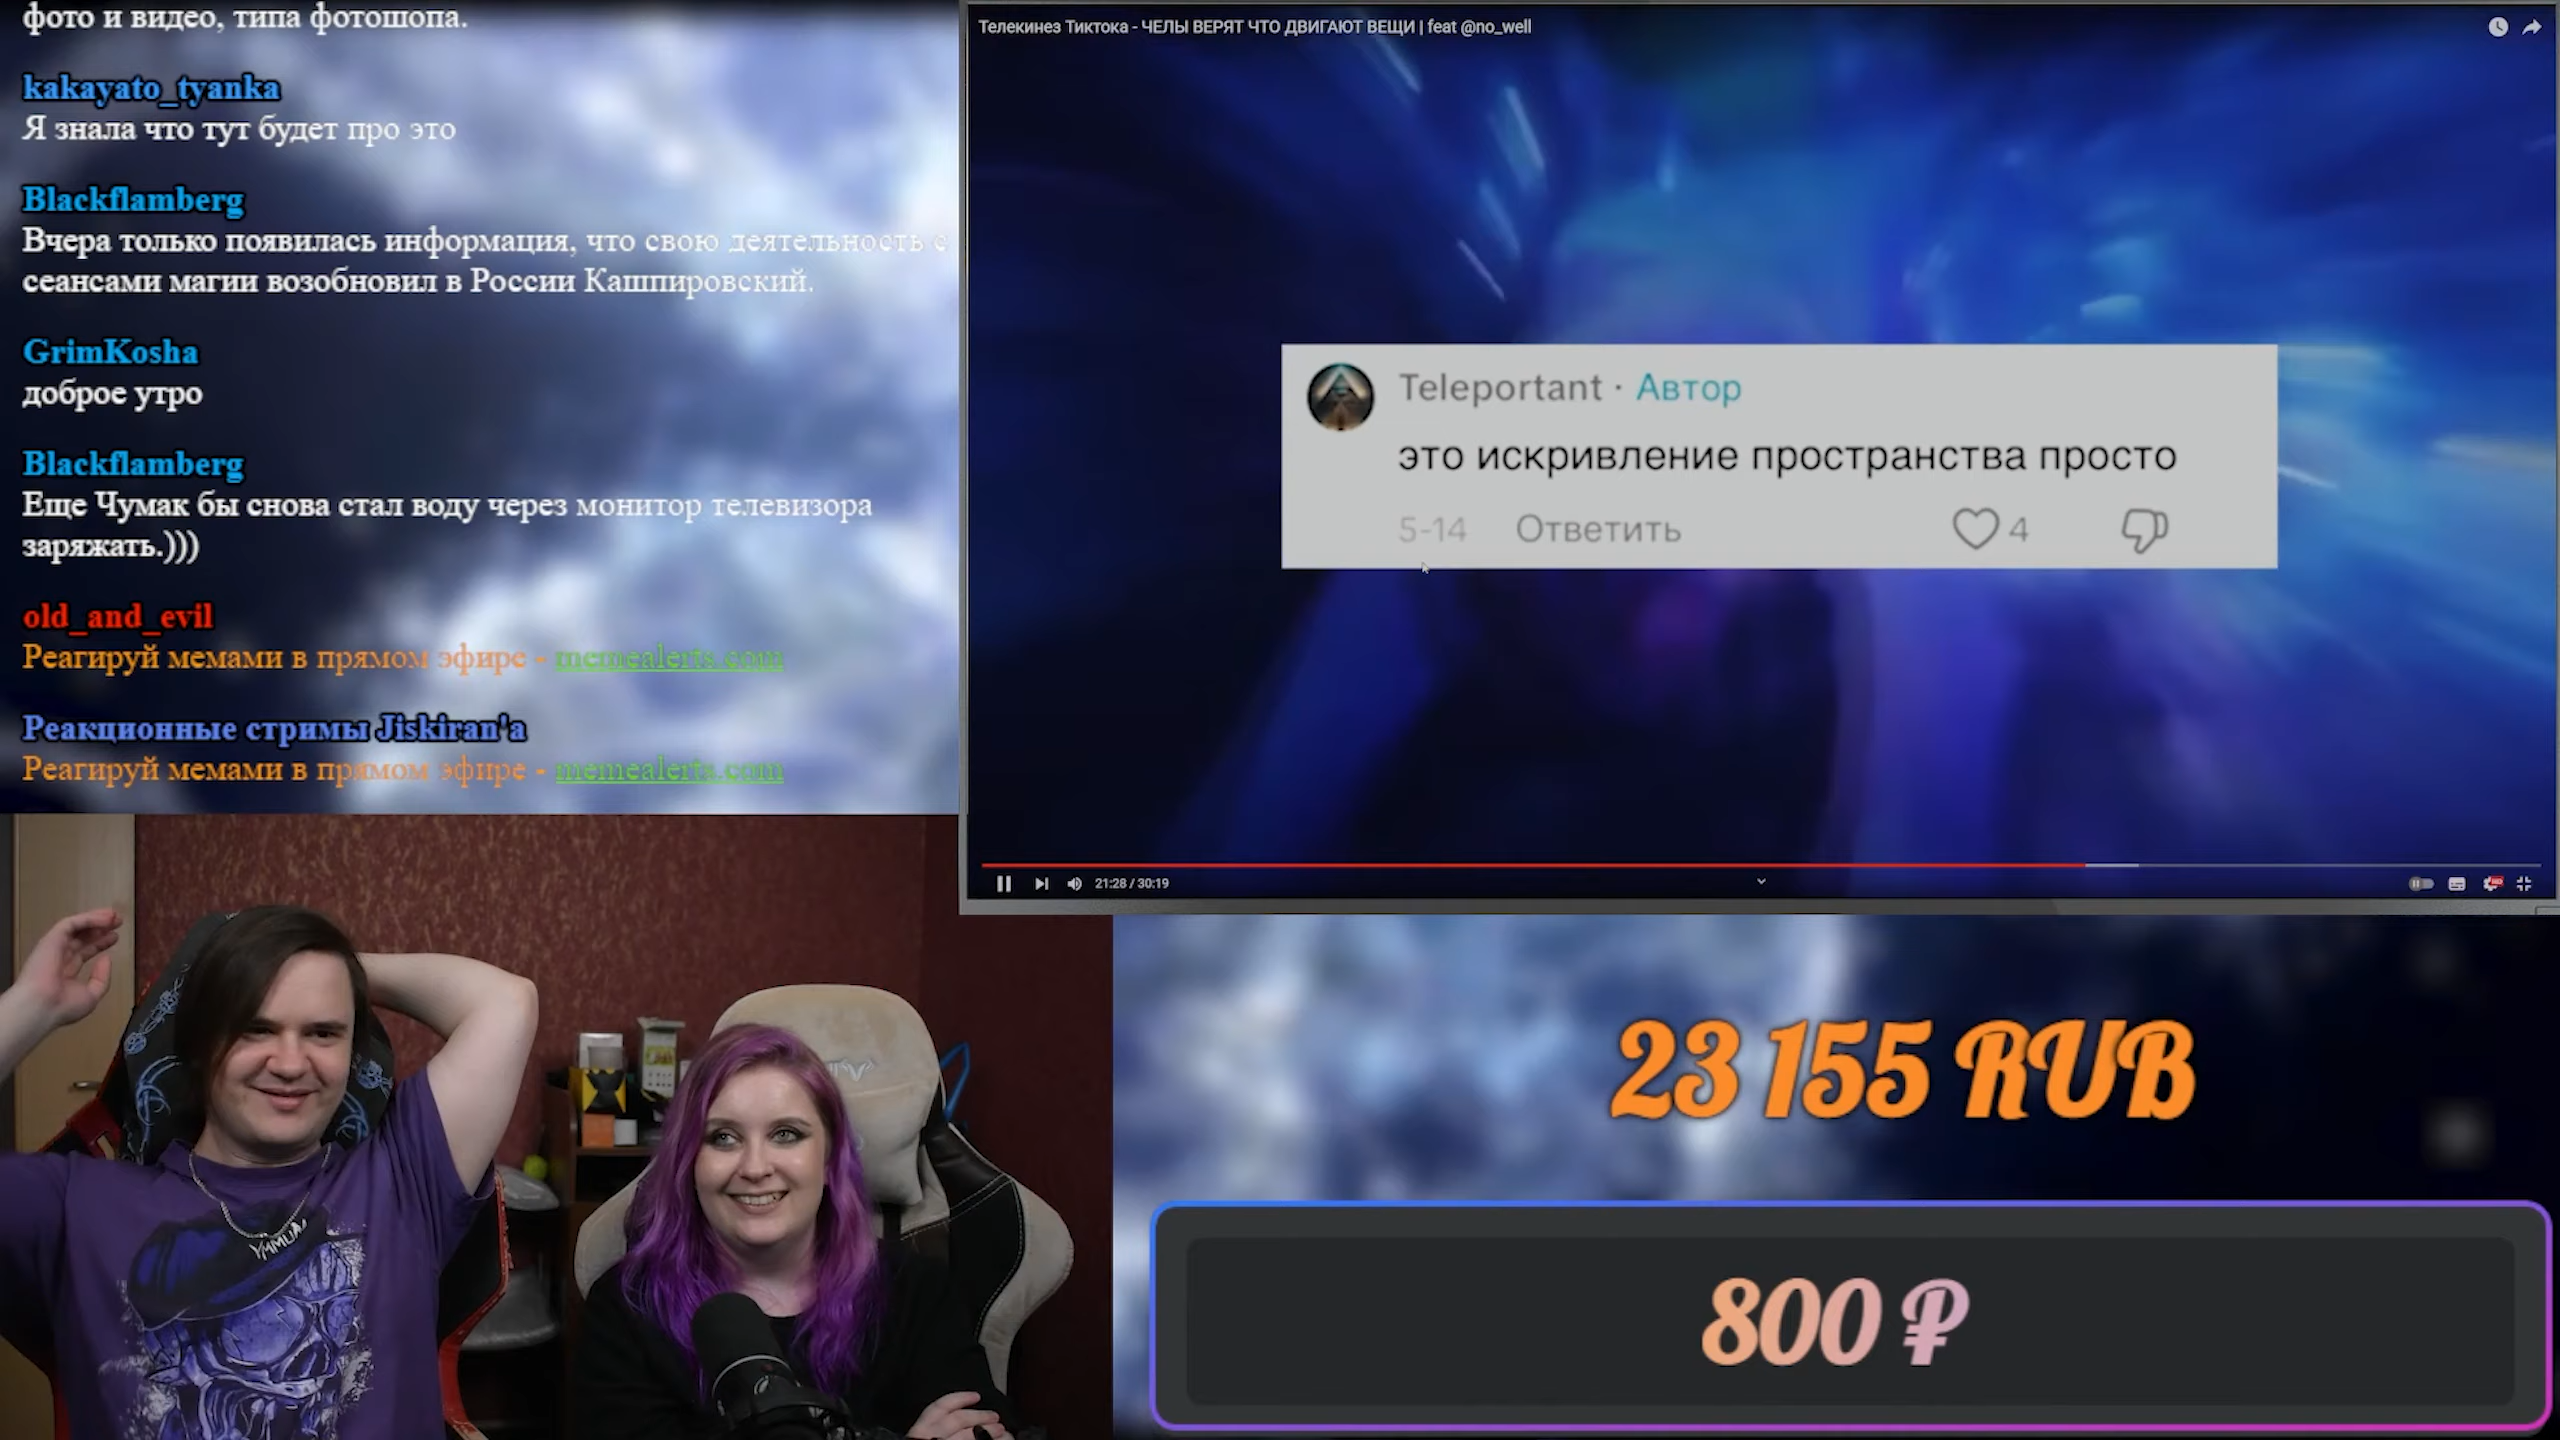 фото и видео, типа фотошопа.
kakayato_tyanka
Я знала что тут будет про это
Blackflamberg
Вчера только появилась информация, что свою деятельность с
сеансами магии возобновил в России Кашпировский.
GrimKosha
доброе утро
Blackflamberg
Еще Чумак бы снова стал воду через монитор телевизора
заряжать.)))
old_and_evil
Реагируй мемами в прямом эфире - memealerts.com
Реакционные стримы Jiskiran'a
Реагируй мемами в прямом эфире - memealerts.com
Телекинез Тиктока - ЧЕЛЫ ВЕРЯТ ЧТО ДВИГАЮТ ВЕЩИ | feat @no_well
Teleportant · Автор
это искривление пространства просто
5-14 Ответить 4
21:28 / 30:19
23 155 RUB
800 ₽